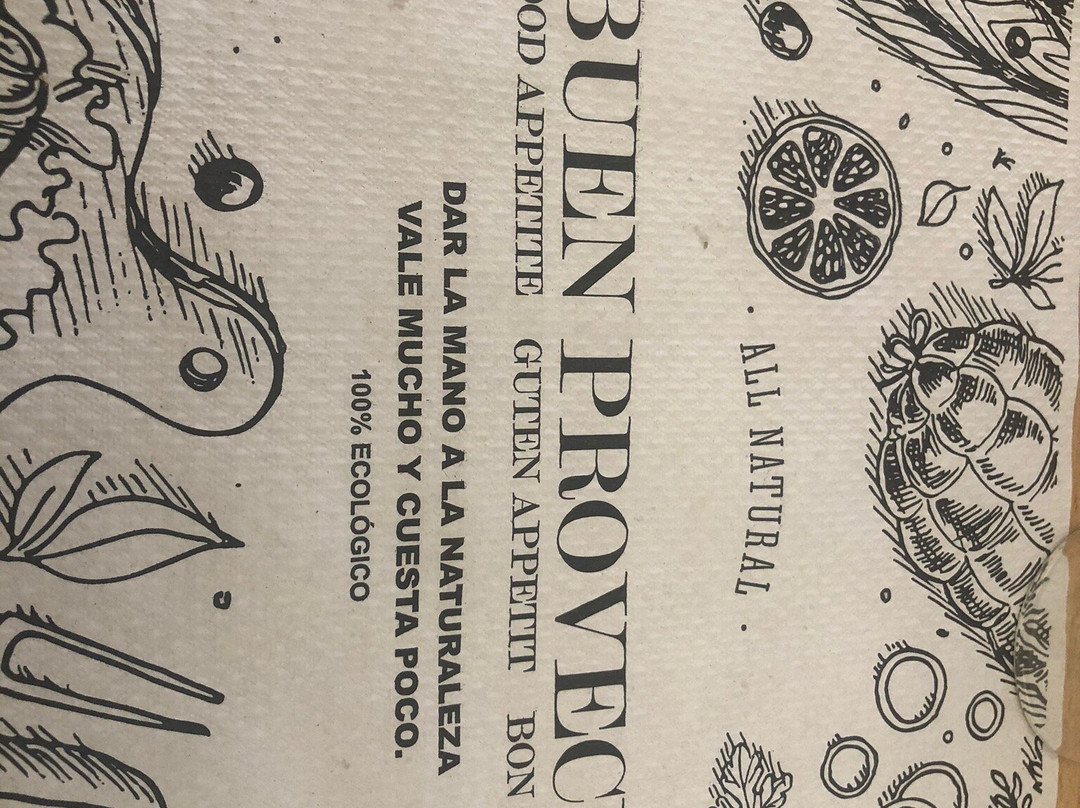 · ALL NATURAL ·
BUEN PROVEC
OOD APPETITE GUTEN APPETIT BON
DAR LA MANO A LA NATURALEZA
VALE MUCHO Y CUESTA POCO.
100% ECOLÓGICO